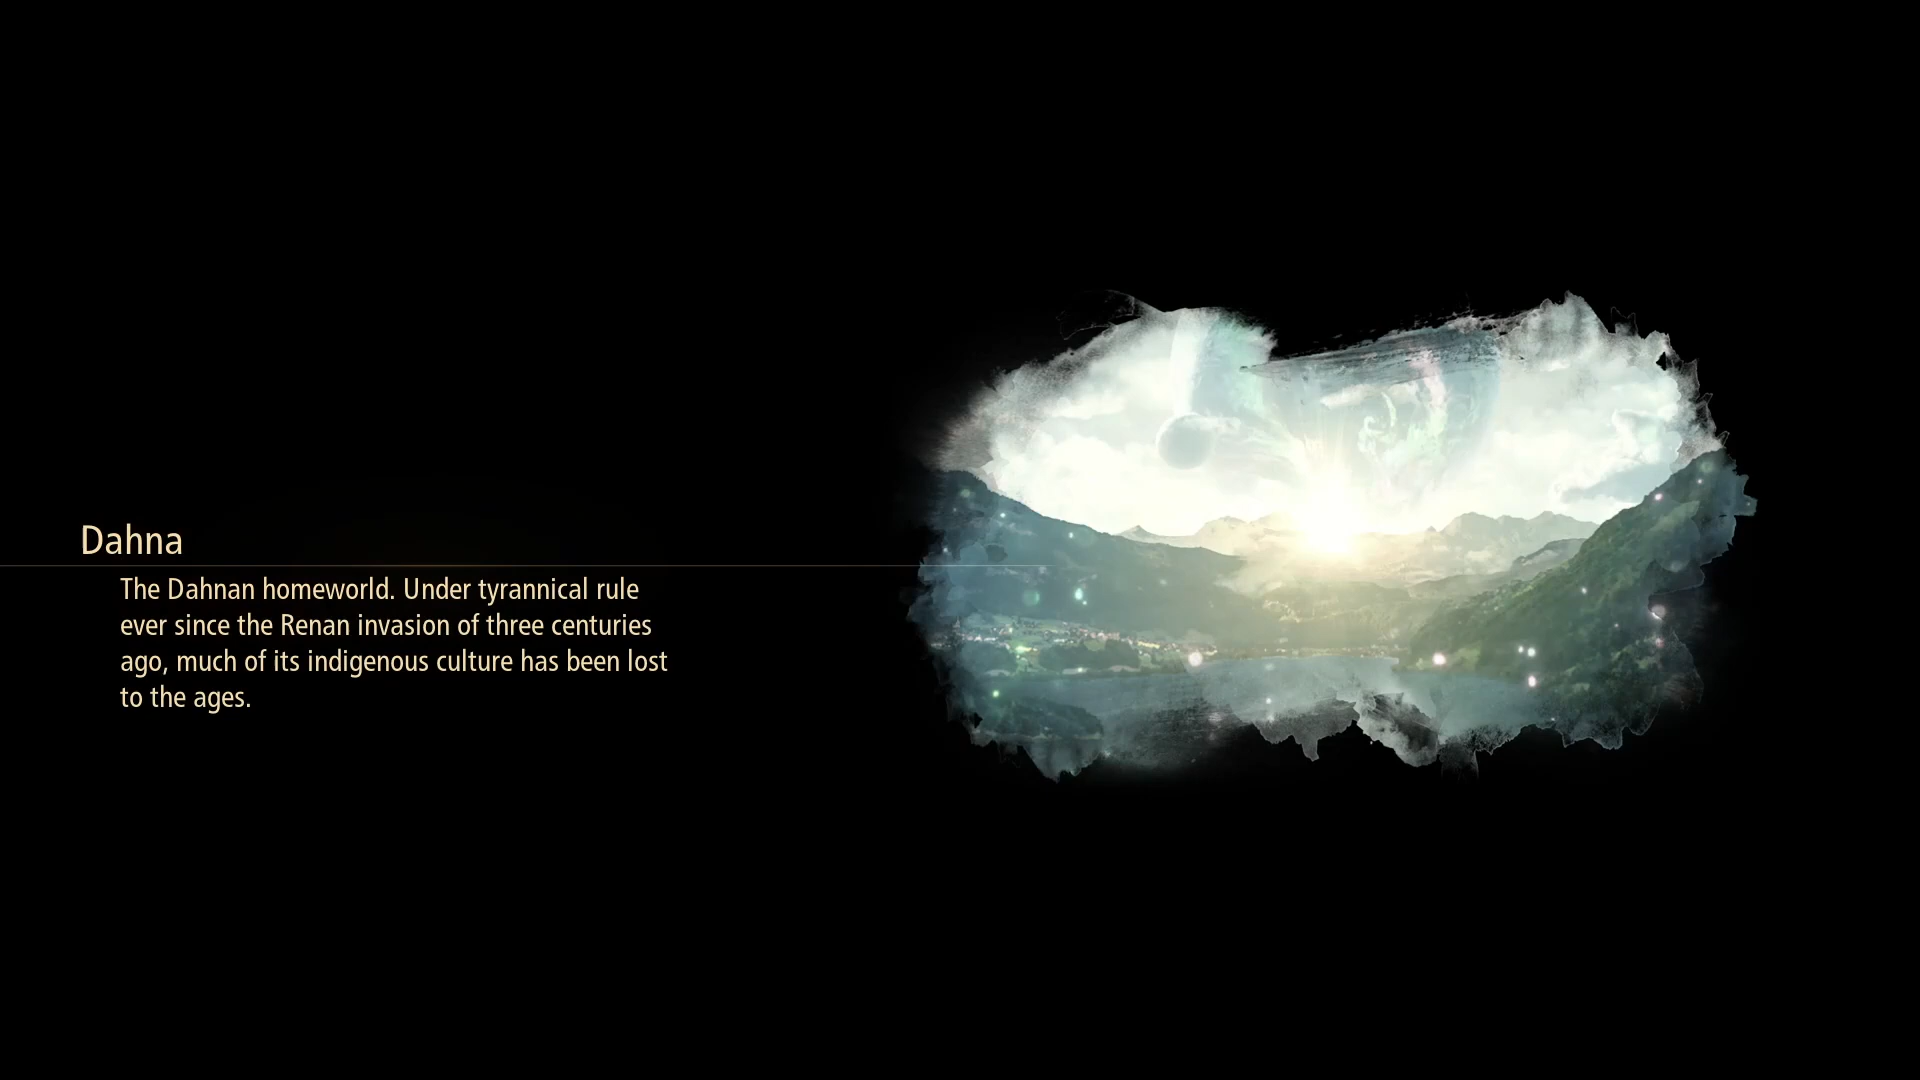 Dahna
The Dahnan homeworld. Under tyrannical rule
ever since the Renan invasion of three centuries
ago, much of its indigenous culture has been lost
to the ages.